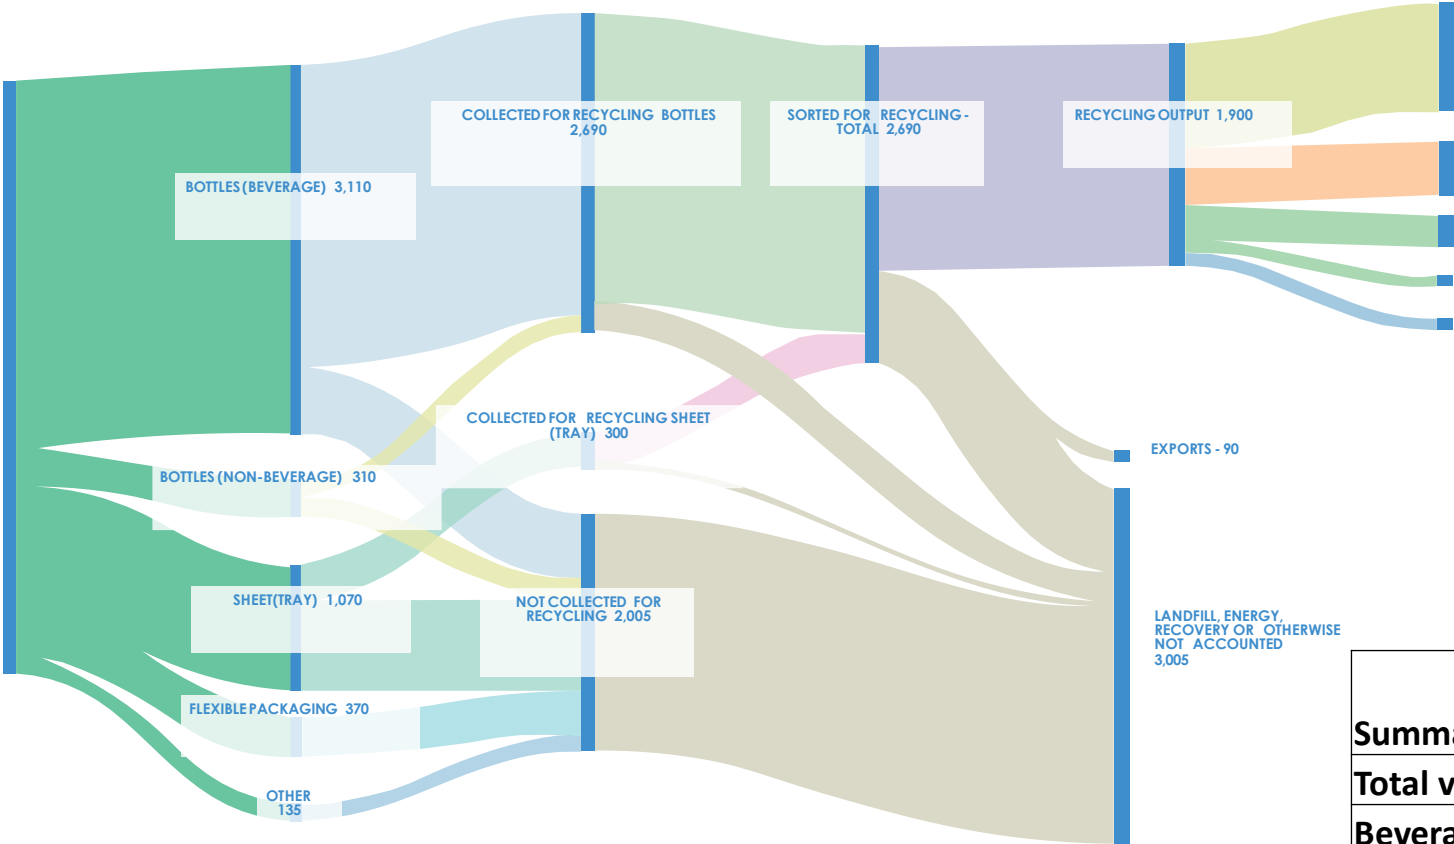 COLLECTED FOR RECYCLING BOTTLES
2,690
SORTED FOR RECYCLING -
TOTAL 2,690
RECYCLING OUTPUT 1,900
BOTTLES (BEVERAGE) 3,110
COLLECTED FOR RECYCLING SHEET
(TRAY) 300
EXPORTS - 90
BOTTLES (NON-BEVERAGE) 310
SHEET(TRAY) 1,070
NOT COLLECTED FOR
RECYCLING 2,005
LANDFILL, ENERGY,
RECOVERY OR OTHERWISE
NOT ACCOUNTED
3,005
FLEXIBLE PACKAGING 370
OTHER
135
Total